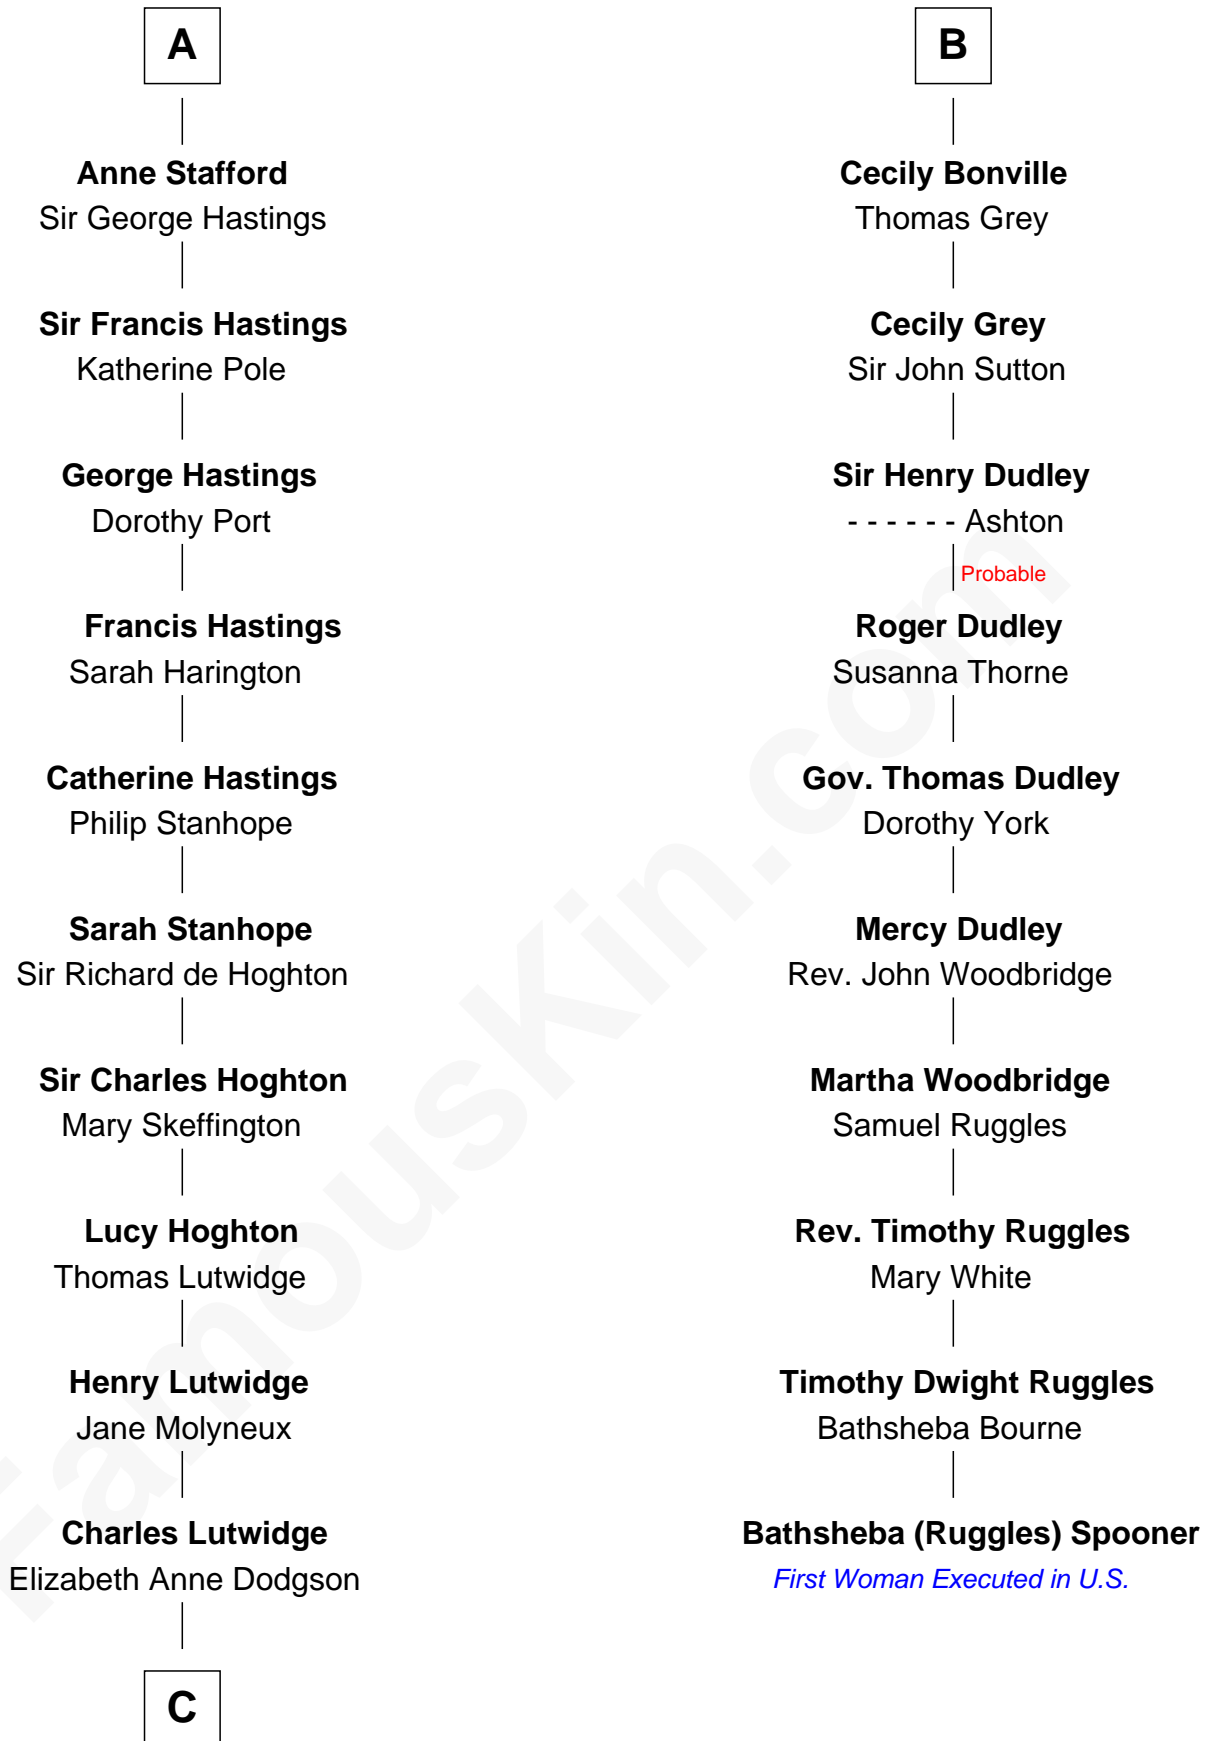 A
Anne Stafford
Sir George Hastings
Sir Francis Hastings
Katherine Pole
George Hastings
Dorothy Port
Francis Hastings
Sarah Harington
Catherine Hastings
Philip Stanhope
Sarah Stanhope
Sir Richard de Hoghton
Sir Charles Hoghton
Mary Skeffington
Lucy Hoghton
Thomas Lutwidge
Henry Lutwidge
Jane Molyneux
Charles Lutwidge
Elizabeth Anne Dodgson
C
B
Cecily Bonville
Thomas Grey
Cecily Grey
Sir John Sutton
Sir Henry Dudley
- - - - - - Ashton
Probable
Roger Dudley
Susanna Thorne
Gov. Thomas Dudley
Dorothy York
Mercy Dudley
Rev. John Woodbridge
Martha Woodbridge
Samuel Ruggles
Rev. Timothy Ruggles
Mary White
Timothy Dwight Ruggles
Bathsheba Bourne
Bathsheba (Ruggles) Spooner
First Woman Executed in U.S.
FamousKin.com